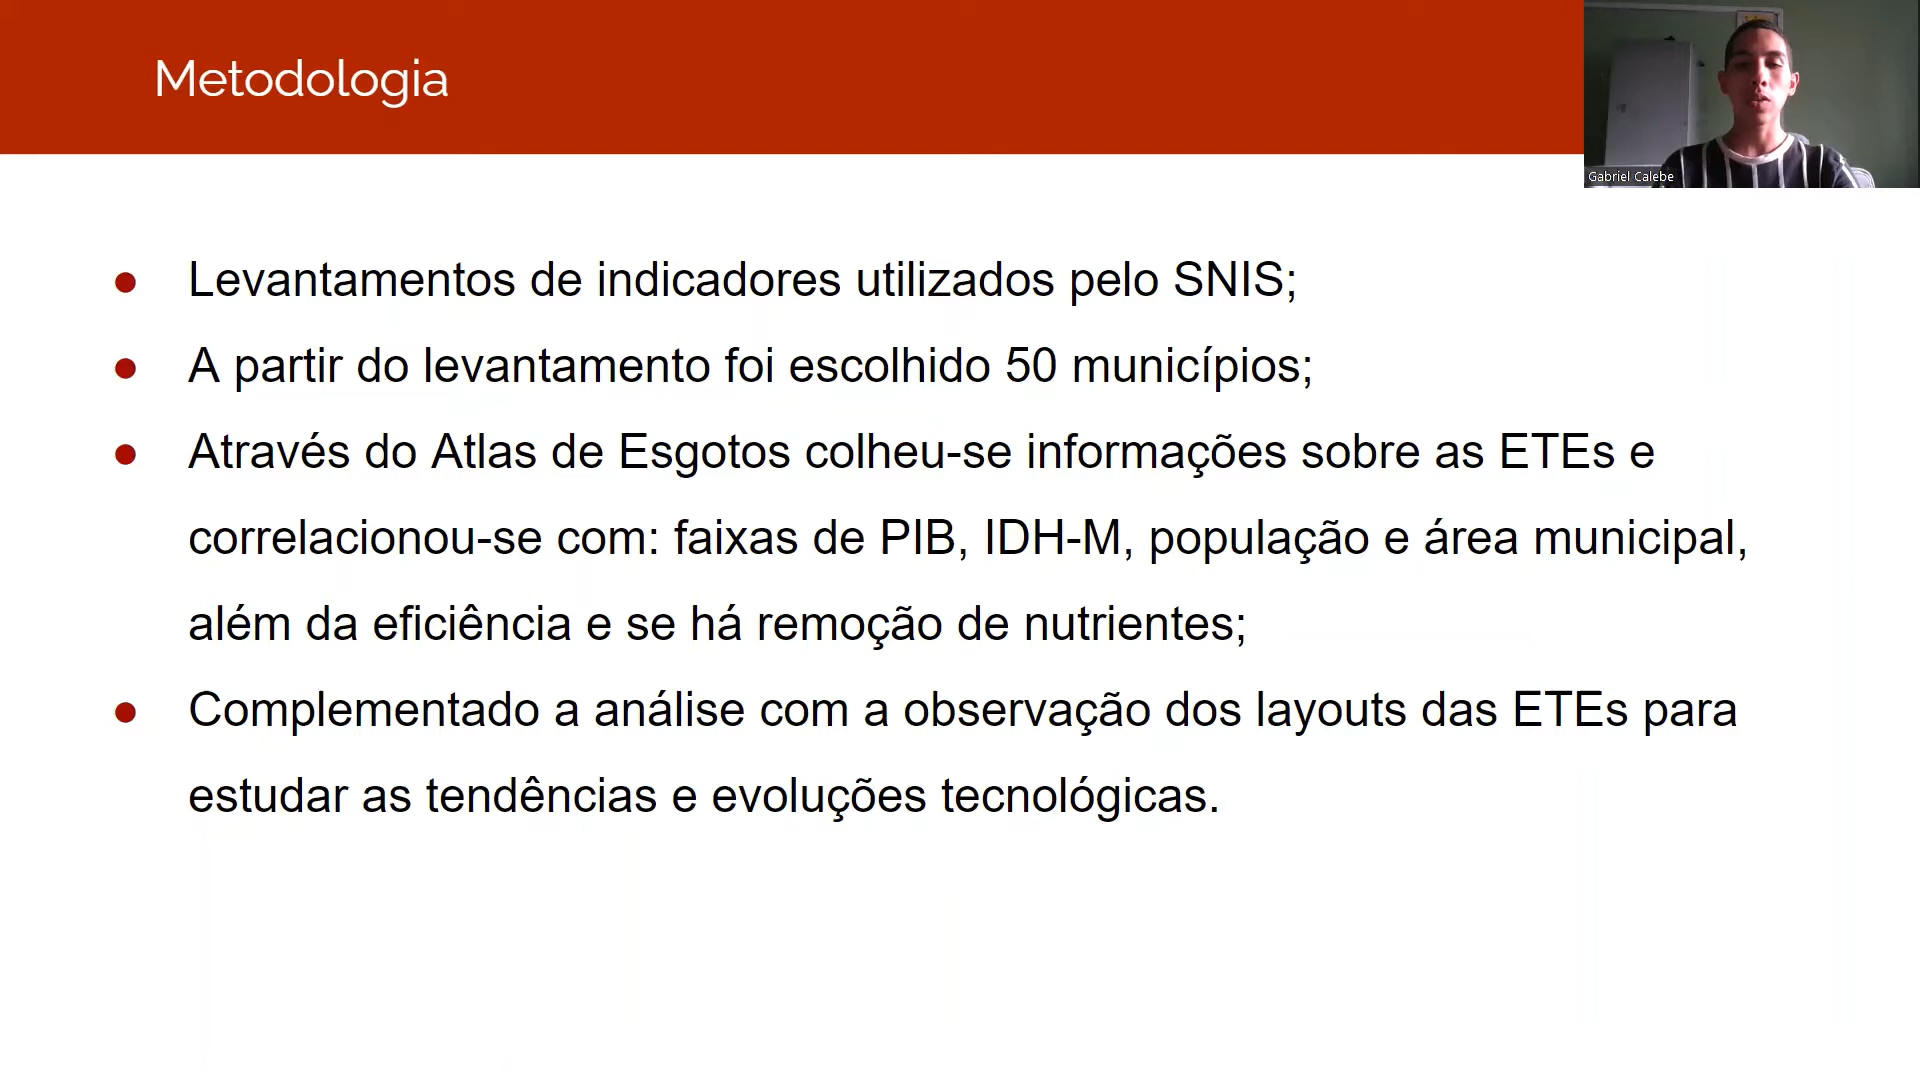 Metodologia
Gabriel Calebe
● Levantamentos de indicadores utilizados pelo SNIS;
● A partir do levantamento foi escolhido 50 municípios;
● Através do Atlas de Esgotos colheu-se informações sobre as ETEs e
correlacionou-se com: faixas de PIB, IDH-M, população e área municipal,
além da eficiência e se há remoção de nutrientes;
● Complementado a análise com a observação dos layouts das ETEs para
estudar as tendências e evoluções tecnológicas.